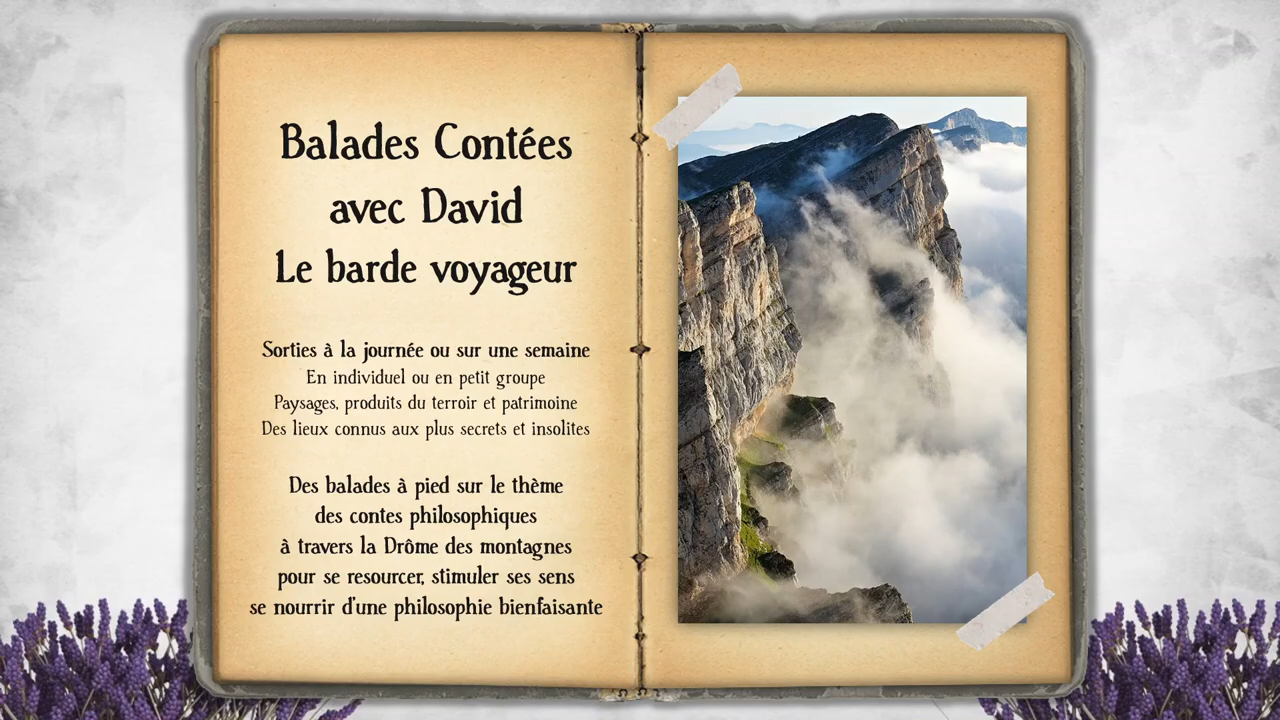 Balades Contées
avec David
Le barde voyageur
Sorties à la journée ou sur une semaine
En individuel ou en petit groupe
Paysages, produits du terroir et patrimoine
Des lieux connus aux plus secrets et insolites
Des balades à pied sur le thème
des contes philosophiques
à travers la Drôme des montagnes
pour se resourcer, stimuler ses sens
se nourrir d'une philosophie bienfaisante